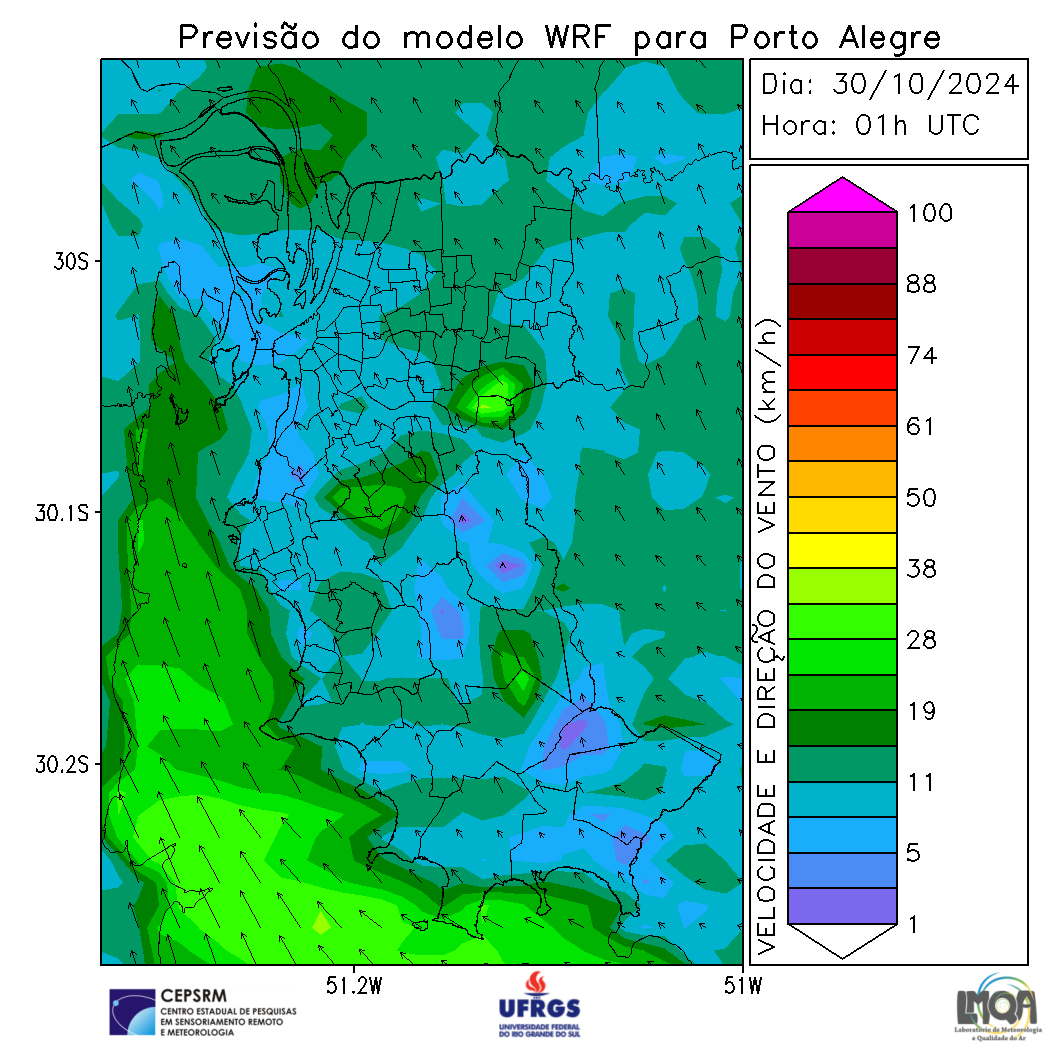 Previsão do modelo WRF para Porto Alegre
Dia: 30/10/2024
Hora: 01h UTC
30S
30.1S
30.2S
51.2W
51W
VELOCIDADE E DIREÇÃO DO VENTO (km/h)
100
88
74
61
50
38
28
19
11
5
1
CEPSRM
CENTRO ESTADUAL DE PESQUISAS
EM SENSORIAMENTO REMOTO
E METEOROLOGIA
UFRGS
UNIVERSIDADE FEDERAL
DO RIO GRANDE DO SUL
LMQA
Laboratório de Meteorologia
e Qualidade do Ar